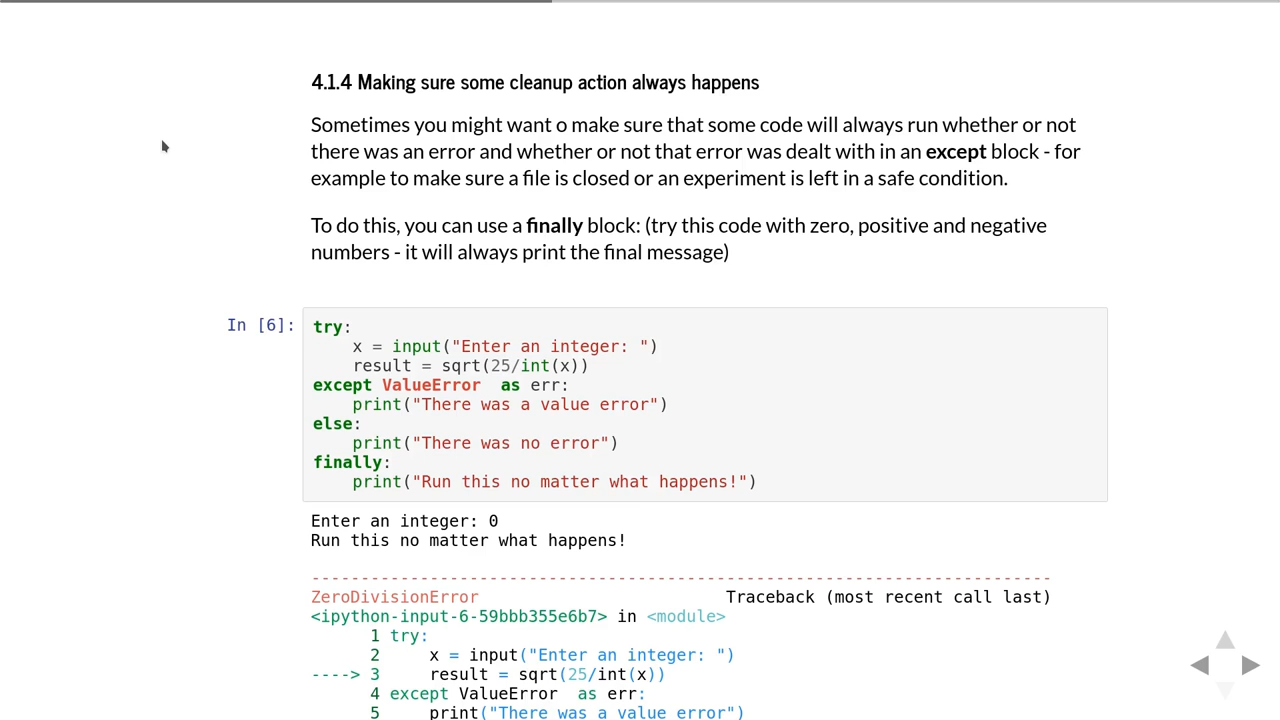 4.1.4 Making sure some cleanup action always happens
Sometimes you might want o make sure that some code will always run whether or not
there was an error and whether or not that error was dealt with in an except block - for
example to make sure a file is closed or an experiment is left in a safe condition.
To do this, you can use a finally block: (try this code with zero, positive and negative
numbers - it will always print the final message)
In [6]:
try:
    x = input("Enter an integer: ")
    result = sqrt(25/int(x))
except ValueError  as err:
    print("There was a value error")
else:
    print("There was no error")
finally:
    print("Run this no matter what happens!")
Enter an integer: 0
Run this no matter what happens!
---------------------------------------------------------------------------
ZeroDivisionError                         Traceback (most recent call last)
<ipython-input-6-59bbb355e6b7> in <module>
      1 try:
      2     x = input("Enter an integer: ")
----> 3     result = sqrt(25/int(x))
      4 except ValueError  as err:
      5     print("There was a value error")